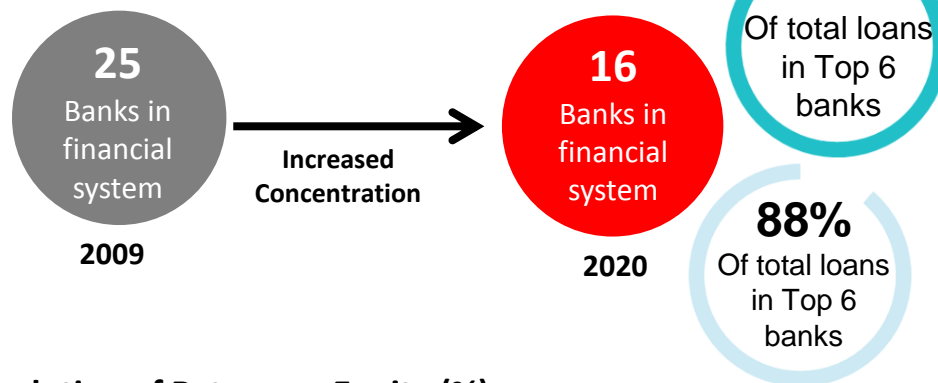 25
Banks in
financial
system
2009
Increased
Concentration
16
Banks in
financial
system
2020
Of total loans
in Top 6
banks
88%
Of total loans
in Top 6
banks
(%)